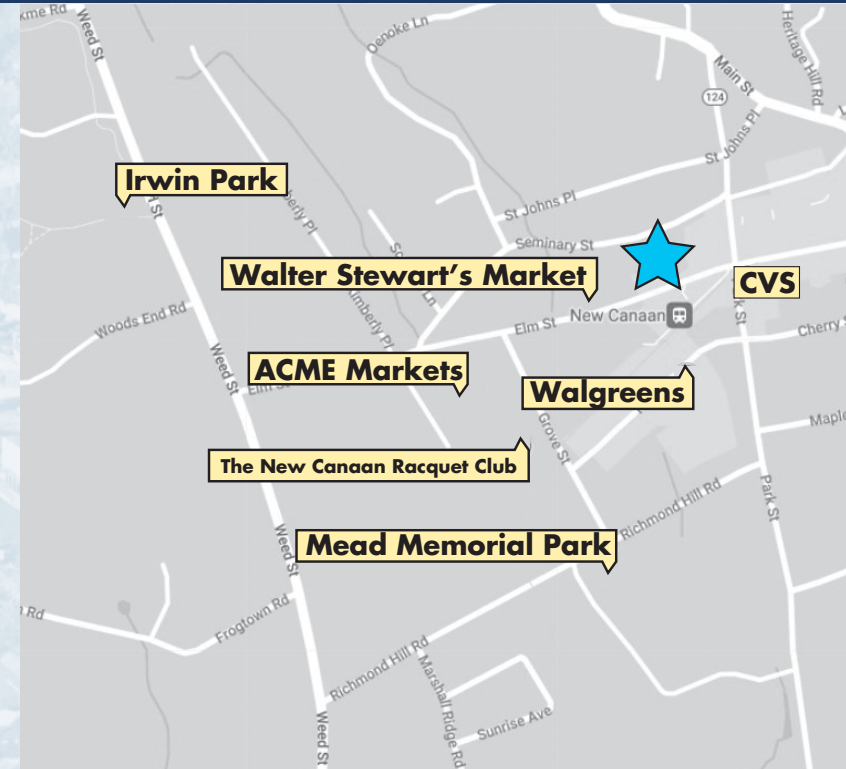 Weed St
Oenoke Ln
Heritage Hill Rd
Main St
124
St Johns Pl
Irwin Park
St Johns Pl
Seminary St
Walter Stewart's Market
CVS
New Canaan
Elm St
Cherry
Woods End Rd
Kimberly Pl
Weed St
ACME Markets
Walgreens
Grove St
Maple
The New Canaan Racquet Club
Park St
Richmond Hill Rd
Weed St
Mead Memorial Park
Frogtown Rd
Rd
Richmond Hill Rd
Marshall Ridge Rd
Sunrise Ave
Weed St